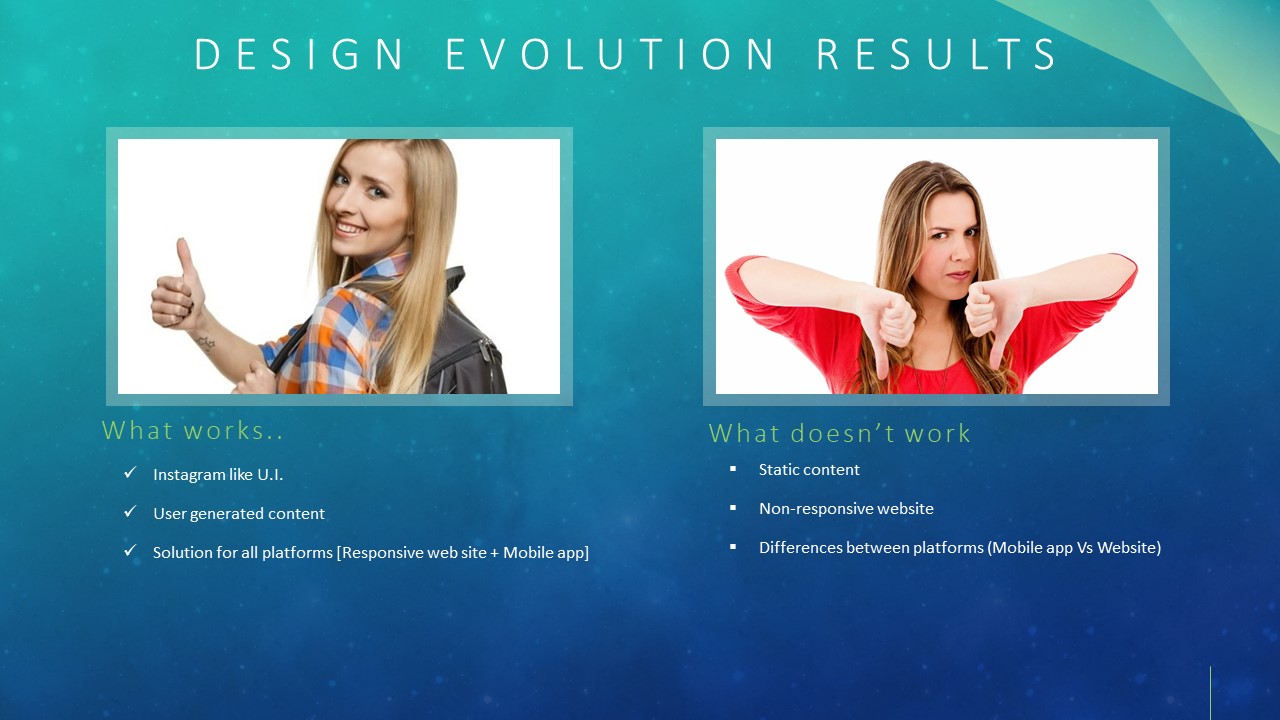 DESIGN EVOLUTION RESULTS
What works..
✓ Instagram like U.I.
✓ User generated content
✓ Solution for all platforms [Responsive web site + Mobile app]
What doesn’t work
▪ Static content
▪ Non-responsive website
▪ Differences between platforms (Mobile app Vs Website)